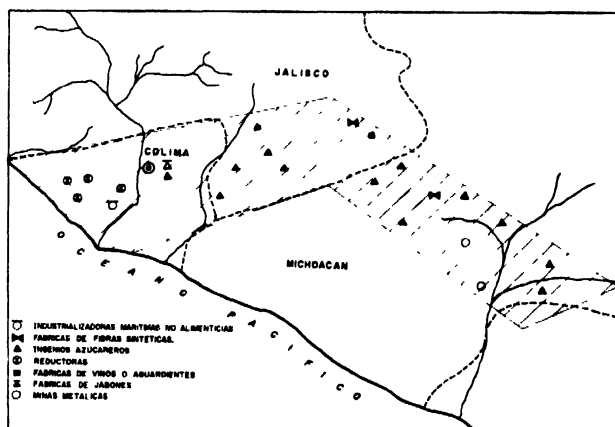 JALISCO
COLIMA
MICHOACAN
OCEANO PACIFICO
INDUSTRIALIZADORAS MARITIMAS NO ALIMENTICIAS
FABRICAS DE FIBRAS SINTETICAS.
INGENIOS AZUCAREROS
REDUCTORAS
FABRICAS DE VINOS O AGUARDIENTES
FABRICAS DE JABONES
MINAS METALICAS